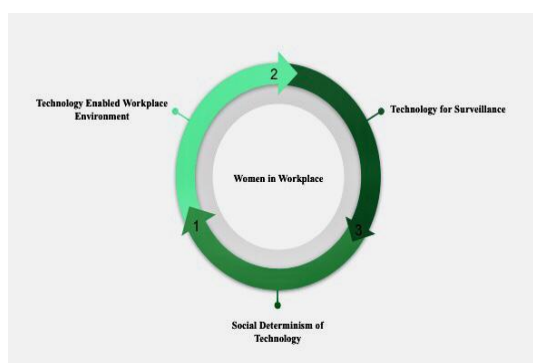 2
Technology Enabled Workplace
Environment
Technology for Surveillance
Women in Workplace
1
3
Social Determinism of
Technology